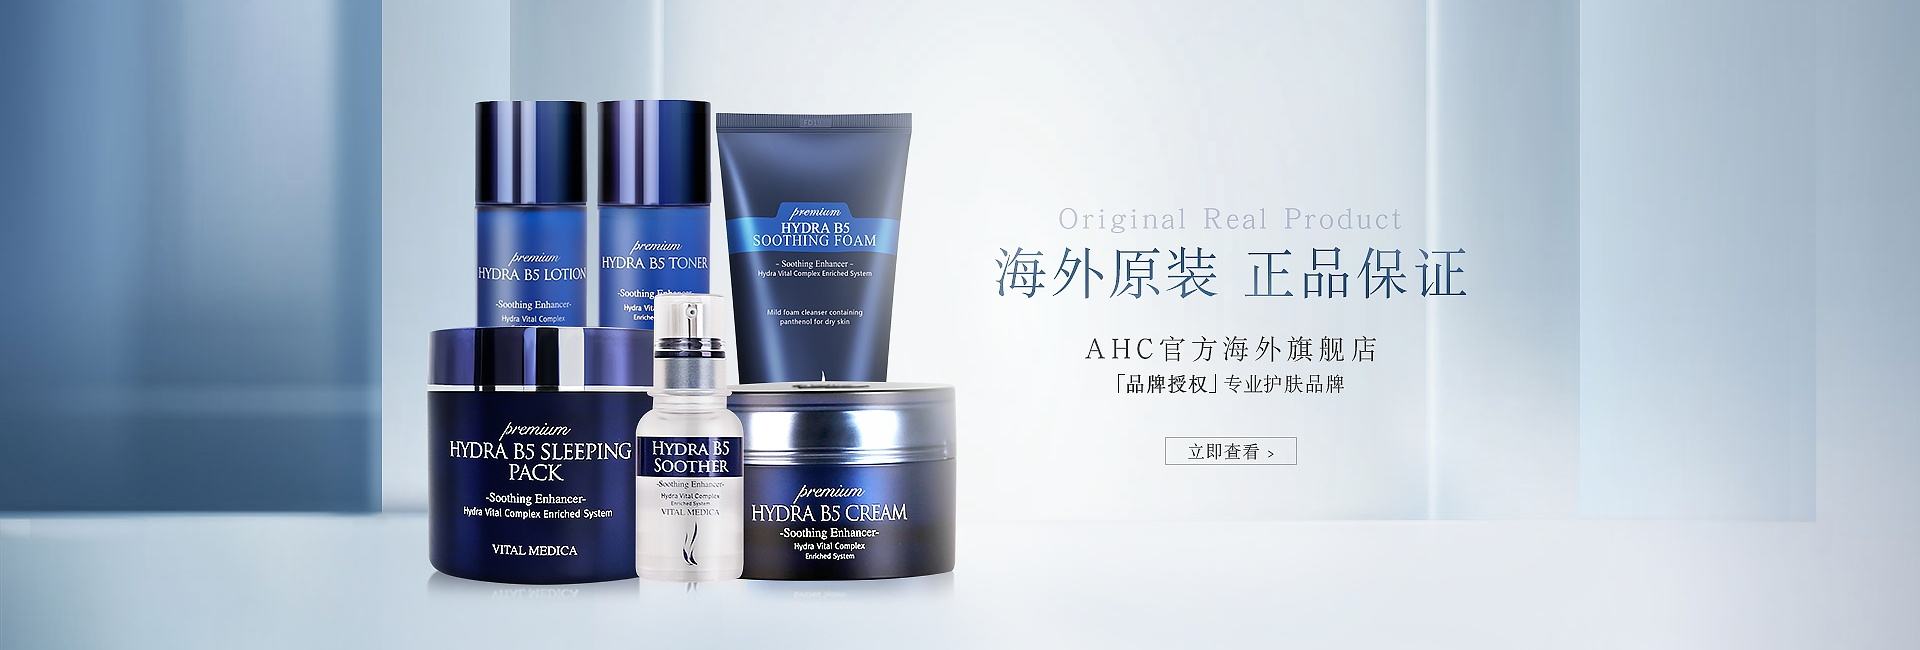 premium
HYDRA B5 LOTION
-Soothing Enhancer-
Hydra Vital Complex
premium
HYDRA B5 TONER
-Soothing Enhancer-
Hydra Vita
Enriche
premium
HYDRA B5
SOOTHING FOAM
- Soothing Enhancer -
Hydra Vital Complex Enriched System
Mild foam cleanser containing
panthenol for dry skin
premium
HYDRA B5 SLEEPING
PACK
-Soothing Enhancer-
Hydra Vital Complex Enriched System
VITAL MEDICA
HYDRA B5
SOOTHER
-Soothing Enhancer-
Hydra Vital Complex
Enriched System
VITAL MEDICA
premium
HYDRA B5 CREAM
-Soothing Enhancer-
Hydra Vital Complex
Enriched System
Original Real Product
海外原装 正品保证
AHC官方海外旗舰店
「品牌授权」专业护肤品牌
立即查看 >